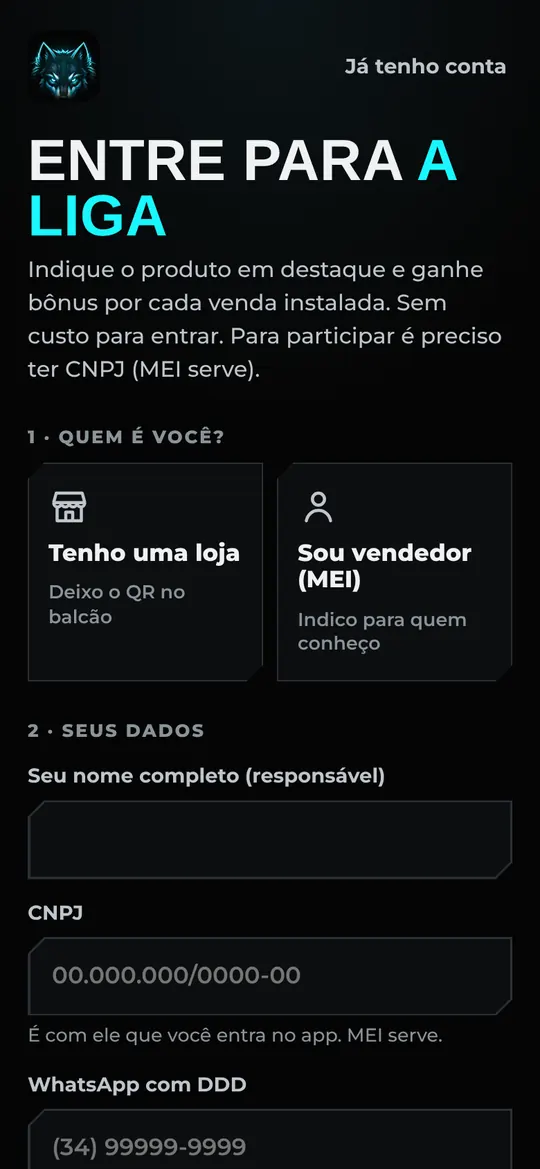 Já tenho conta
ENTRE PARA A
LIGA
Indique o produto em destaque e ganhe
bônus por cada venda instalada. Sem
custo para entrar. Para participar é preciso
ter CNPJ (MEI serve).
1 · QUEM É VOCÊ?
Tenho uma loja
Deixo o QR no
balcão
Sou vendedor
(MEI)
Indico para quem
conheço
2 · SEUS DADOS
Seu nome completo (responsável)
CNPJ
00.000.000/0000-00
É com ele que você entra no app. MEI serve.
WhatsApp com DDD
(34) 99999-9999